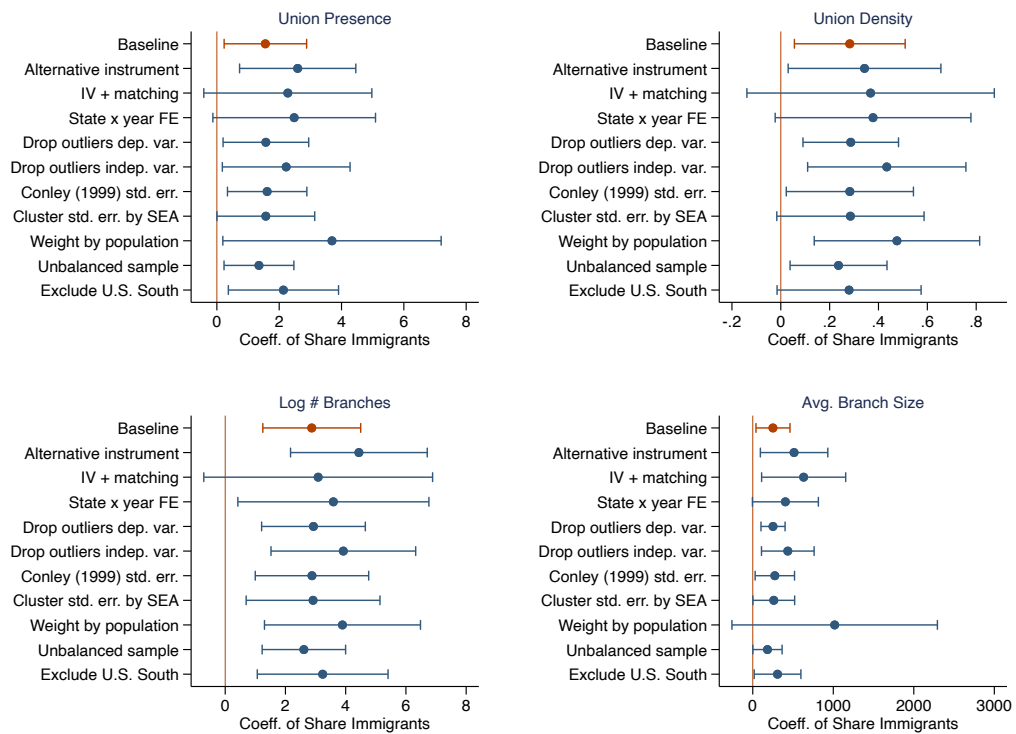 Union Presence
Baseline
Alternative instrument
IV + matching
State x year FE
Drop outliers dep. var.
Drop outliers indep. var.
Conley (1999) std. err.
Cluster std. err. by SEA
Weight by population
Unbalanced sample
Exclude U.S. South
0 2 4 6 8
Coeff. of Share Immigrants
Union Density
Baseline
Alternative instrument
IV + matching
State x year FE
Drop outliers dep. var.
Drop outliers indep. var.
Conley (1999) std. err.
Cluster std. err. by SEA
Weight by population
Unbalanced sample
Exclude U.S. South
-.2 0 .2 .4 .6 .8
Coeff. of Share Immigrants
Log # Branches
Baseline
Alternative instrument
IV + matching
State x year FE
Drop outliers dep. var.
Drop outliers indep. var.
Conley (1999) std. err.
Cluster std. err. by SEA
Weight by population
Unbalanced sample
Exclude U.S. South
0 2 4 6 8
Coeff. of Share Immigrants
Avg. Branch Size
Baseline
Alternative instrument
IV + matching
State x year FE
Drop outliers dep. var.
Drop outliers indep. var.
Conley (1999) std. err.
Cluster std. err. by SEA
Weight by population
Unbalanced sample
Exclude U.S. South
0 1000 2000 3000
Coeff. of Share Immigrants